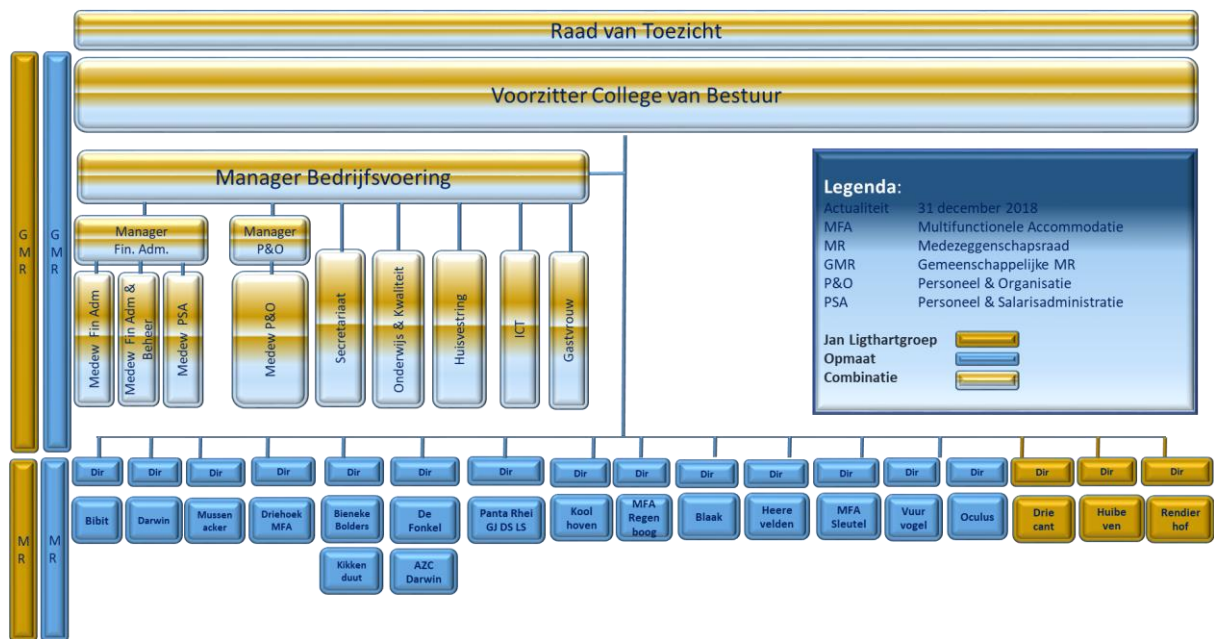 Raad van Toezicht
Voorzitter College van Bestuur
G
M
R
G
M
R
Manager Bedrijfsvoering
Manager
Fin. Adm.
Manager
P&O
Medew Fin Adm
Medew Fin Adm &
Beheer
Medew PSA
Medew P&O
Secretariaat
Onderwijs & Kwaliteit
Huisvestring
ICT
Gastvrouw
Legenda:
Actualiteit 31 december 2018
MFA Multifunctionele Accommodatie
MR Medezeggenschapsraad
GMR Gemeenschappelijke MR
P&O Personeel & Organisatie
PSA Personeel & Salarisadministratie
Jan Ligthartgroep
Opmaat
Combinatie
M
R
M
R
Dir Dir Dir Dir Dir Dir Dir Dir Dir Dir Dir Dir Dir Dir Dir Dir Dir
Bibit
Darwin
Mussen
acker
Driehoek
MFA
Bieneke
Bolders
De
Fonkel
Panta Rhei
GJ DS LS
Kool
hoven
MFA
Regen
boog
Blaak
Heere
velden
MFA
Sleutel
Vuur
vogel
Oculus
Drie
cant
Huibe
ven
Rendier
hof
Kikken
duut
AZC
Darwin